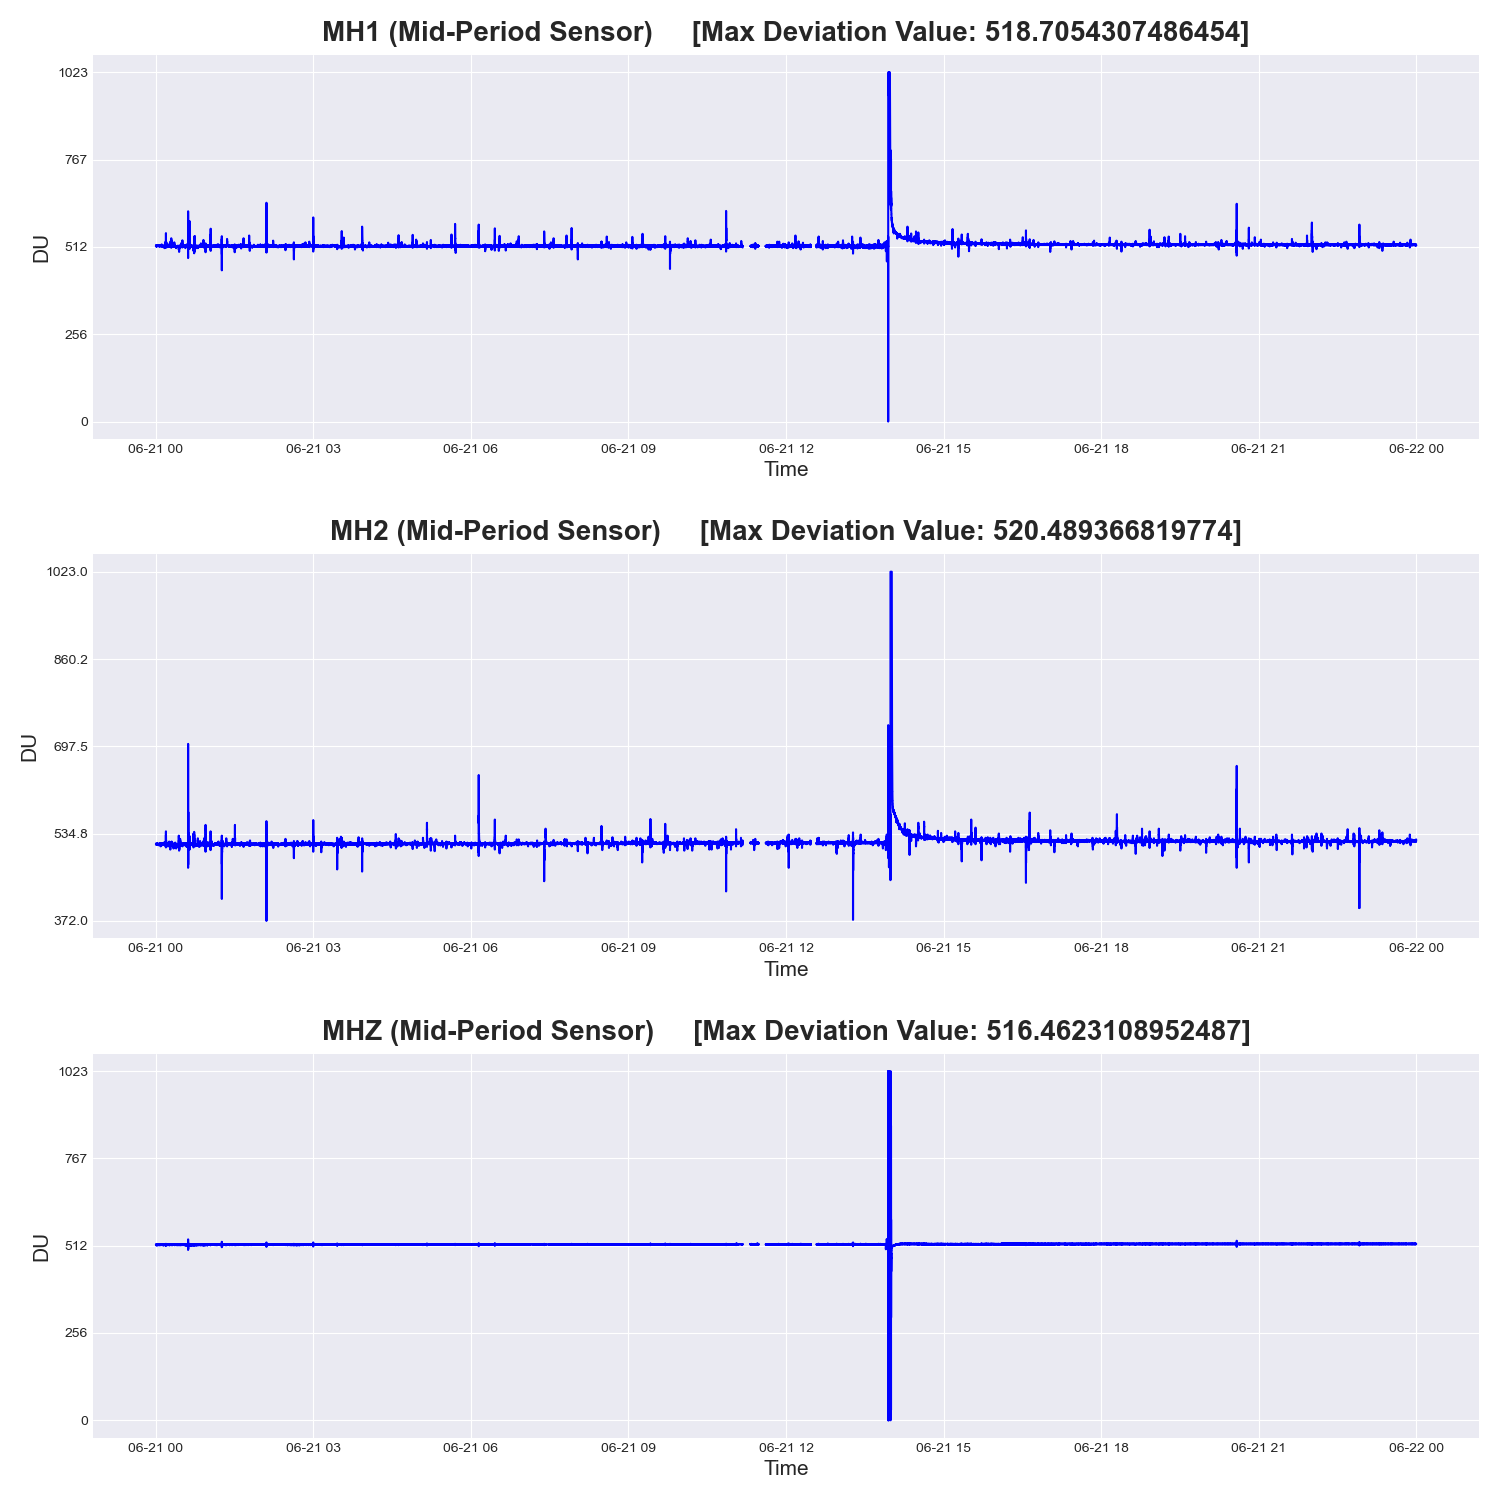 MH1 (Mid-Period Sensor) [Max Deviation Value: 518.7054307486454]
1023
767
512
256
0
DU
06-21 00 06-21 03 06-21 06 06-21 09 06-21 12 06-21 15 06-21 18 06-21 21 06-22 00
Time
MH2 (Mid-Period Sensor) [Max Deviation Value: 520.489366819774]
1023.0
860.2
697.5
534.8
372.0
DU
06-21 00 06-21 03 06-21 06 06-21 09 06-21 12 06-21 15 06-21 18 06-21 21 06-22 00
Time
MHZ (Mid-Period Sensor) [Max Deviation Value: 516.4623108952487]
1023
767
512
256
0
DU
06-21 00 06-21 03 06-21 06 06-21 09 06-21 12 06-21 15 06-21 18 06-21 21 06-22 00
Time